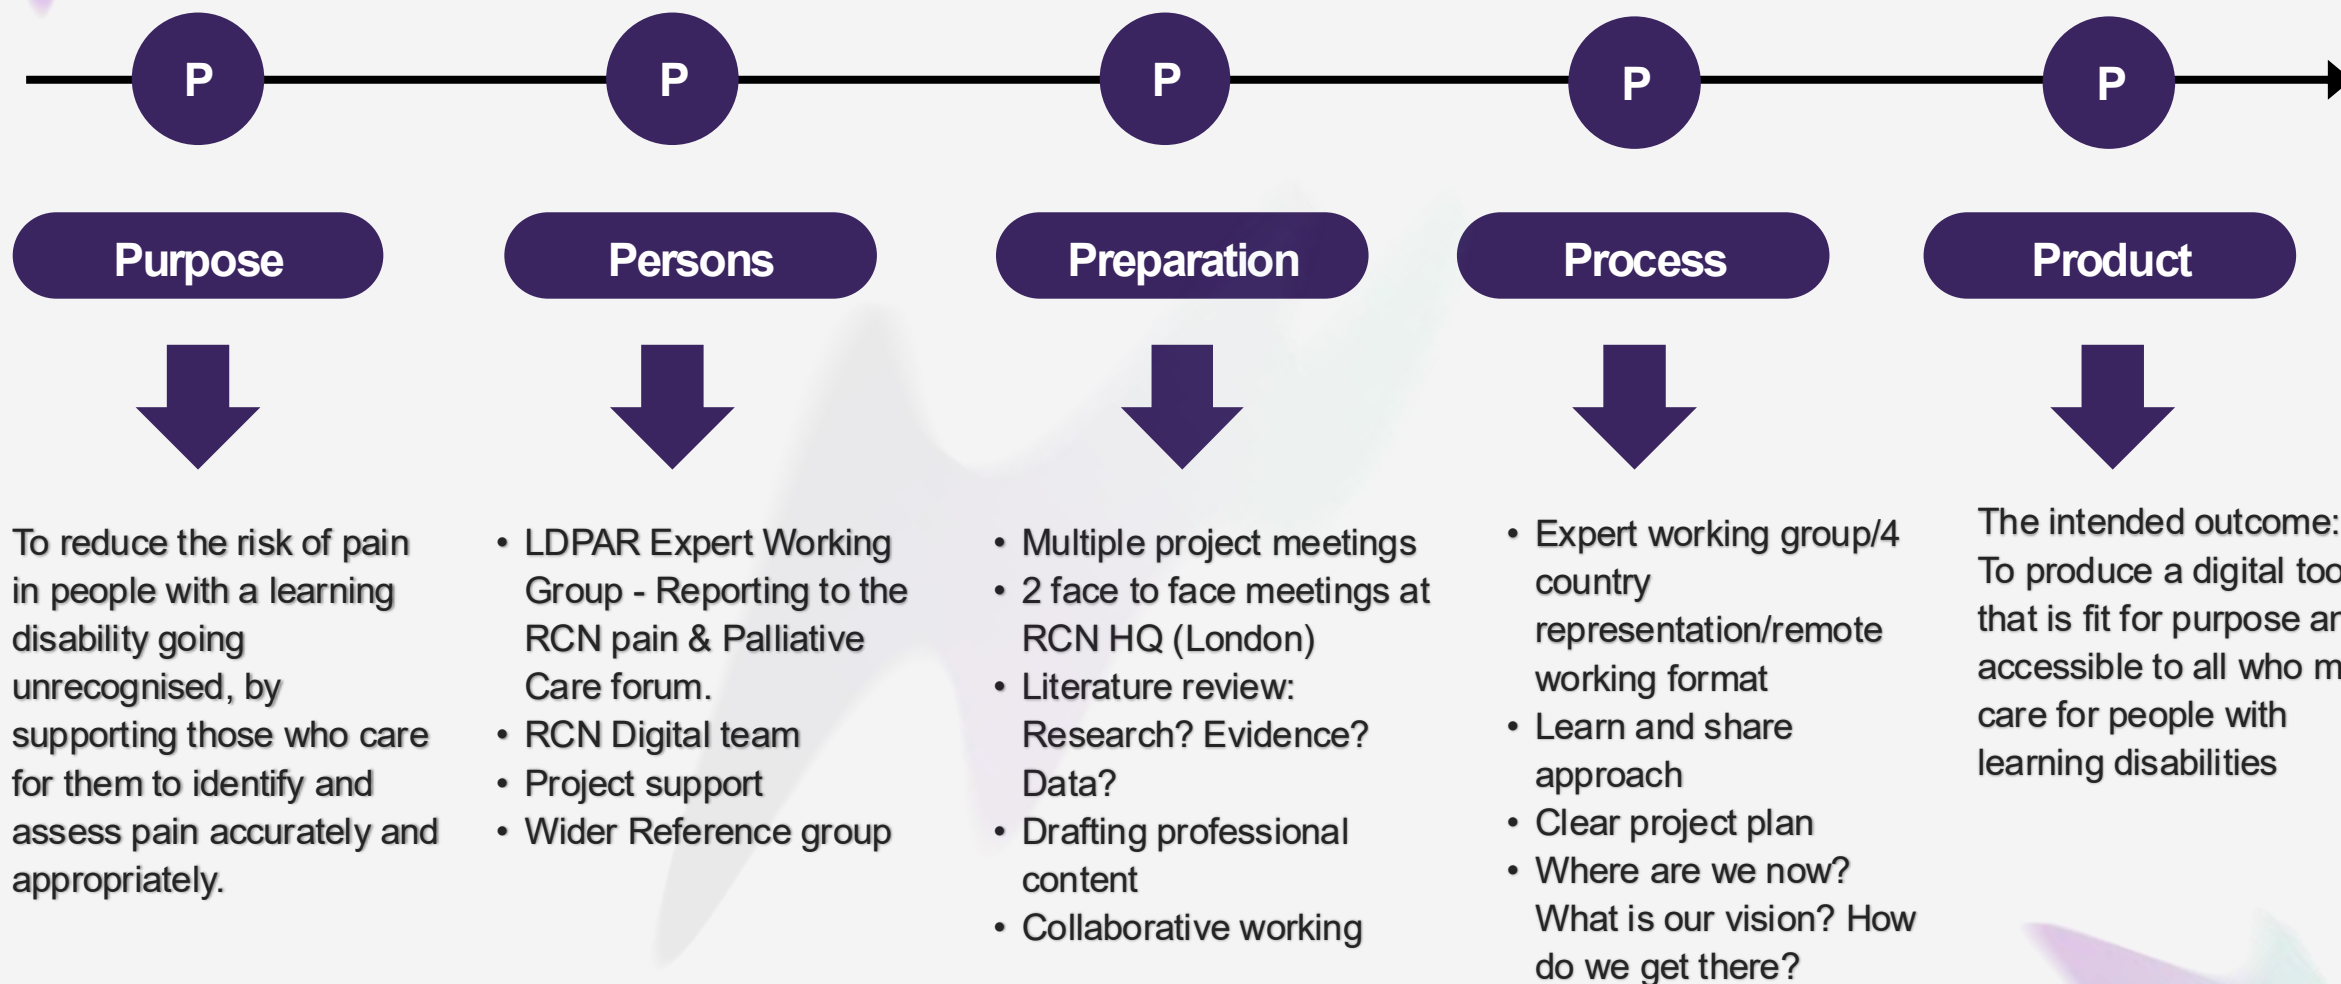 P
P
P
P
P
Purpose
Persons
Preparation
Process
Product
To reduce the risk of pain
in people with a learning
disability going
unrecognised, by
supporting those who care
for them to identify and
assess pain accurately and
appropriately.
• LDPAR Expert Working
Group - Reporting to the
RCN pain & Palliative
Care forum.
• RCN Digital team
• Project support
• Wider Reference group
• Multiple project meetings
• 2 face to face meetings at
RCN HQ (London)
• Literature review:
Research? Evidence?
Data?
• Drafting professional
content
• Collaborative working
• Expert working group/4
country
representation/remote
working format
• Learn and share
approach
• Clear project plan
• Where are we now?
What is our vision? How
do we get there?
The intended outcome:
To produce a digital
that is fit for purpose
accessible to all who
care for people with
learning disabilities